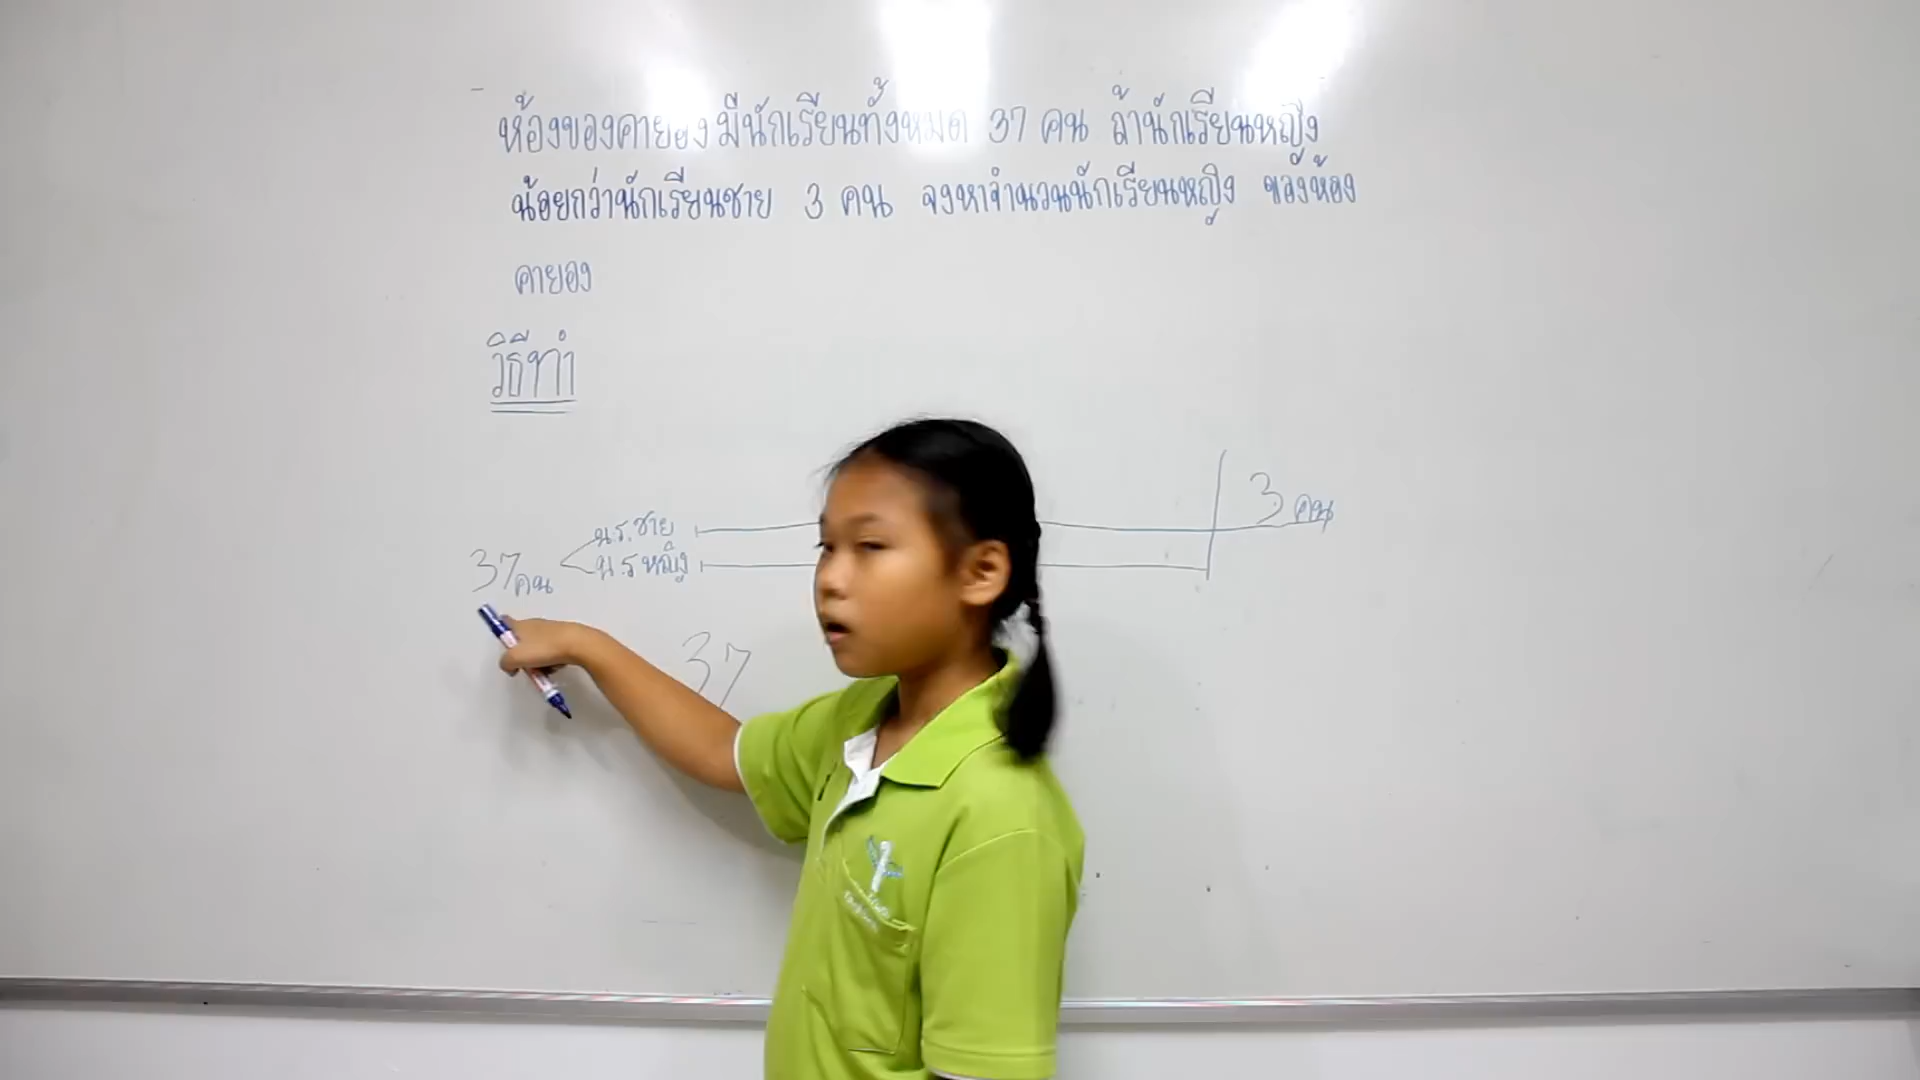 ห้องของคายอง มีนักเรียนทั้งหมด 37 คน ถ้านักเรียนหญิง
น้อยกว่านักเรียนชาย 3 คน จงหาจำนวนนักเรียนหญิง ของห้อง
คายอง
วิธีทำ
3 คน
น.ร.ชาย
37 คน
น.ร หญิง
37